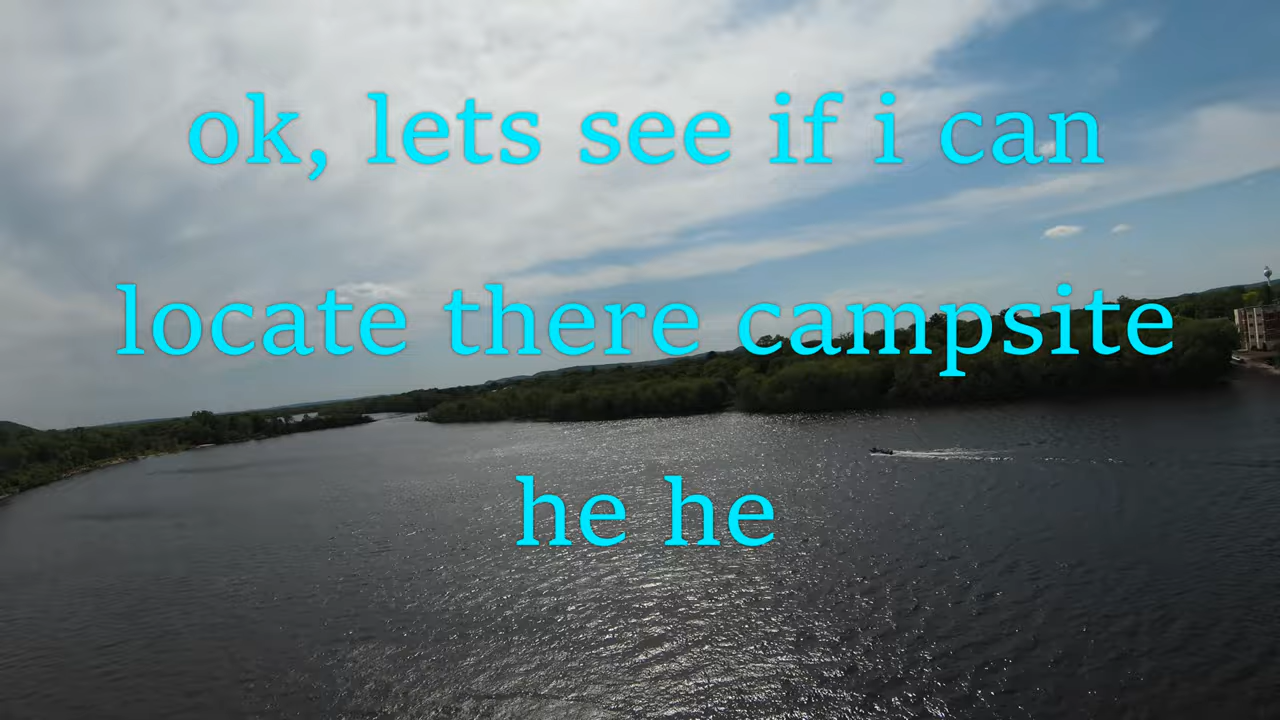 ok, lets see if i can
locate there campsite
he he